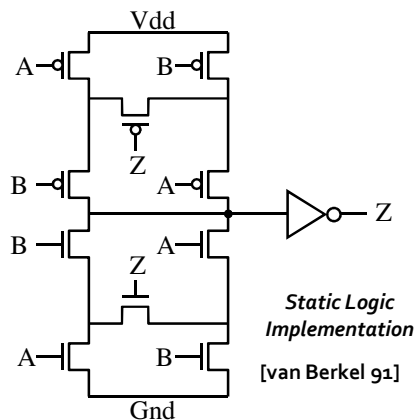 Vdd
A
B
Z
B
A
B
A
Z
Z
A
B
Gnd
Static Logic
Implementation
[van Berkel 91]